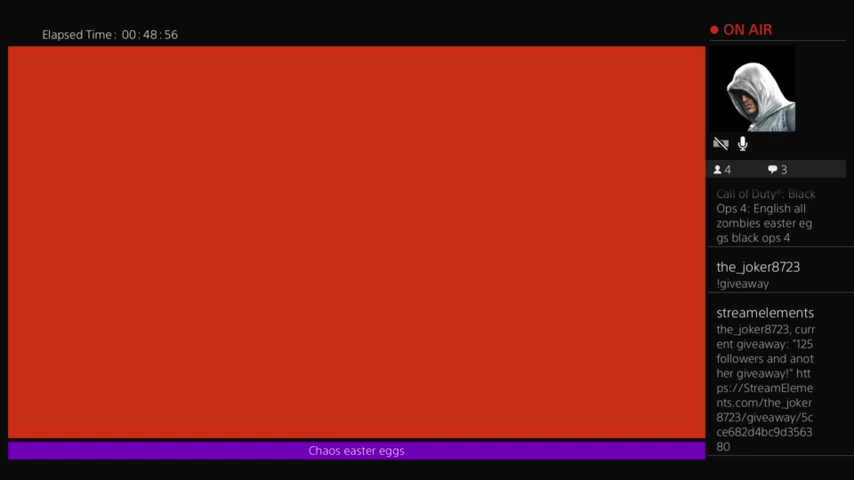 Elapsed Time: 00:48:56
ON AIR
4 3
Call of Duty®: Black
Ops 4: English all
zombies easter eg
gs black ops 4
the_joker8723
!giveaway
streamelements
the_joker8723, curr
ent giveaway: "125
followers and anot
her giveaway!" htt
ps://StreamEleme
nts.com/the_joker
8723/giveaway/5c
ce682d4bc9d3563
80
Chaos easter eggs